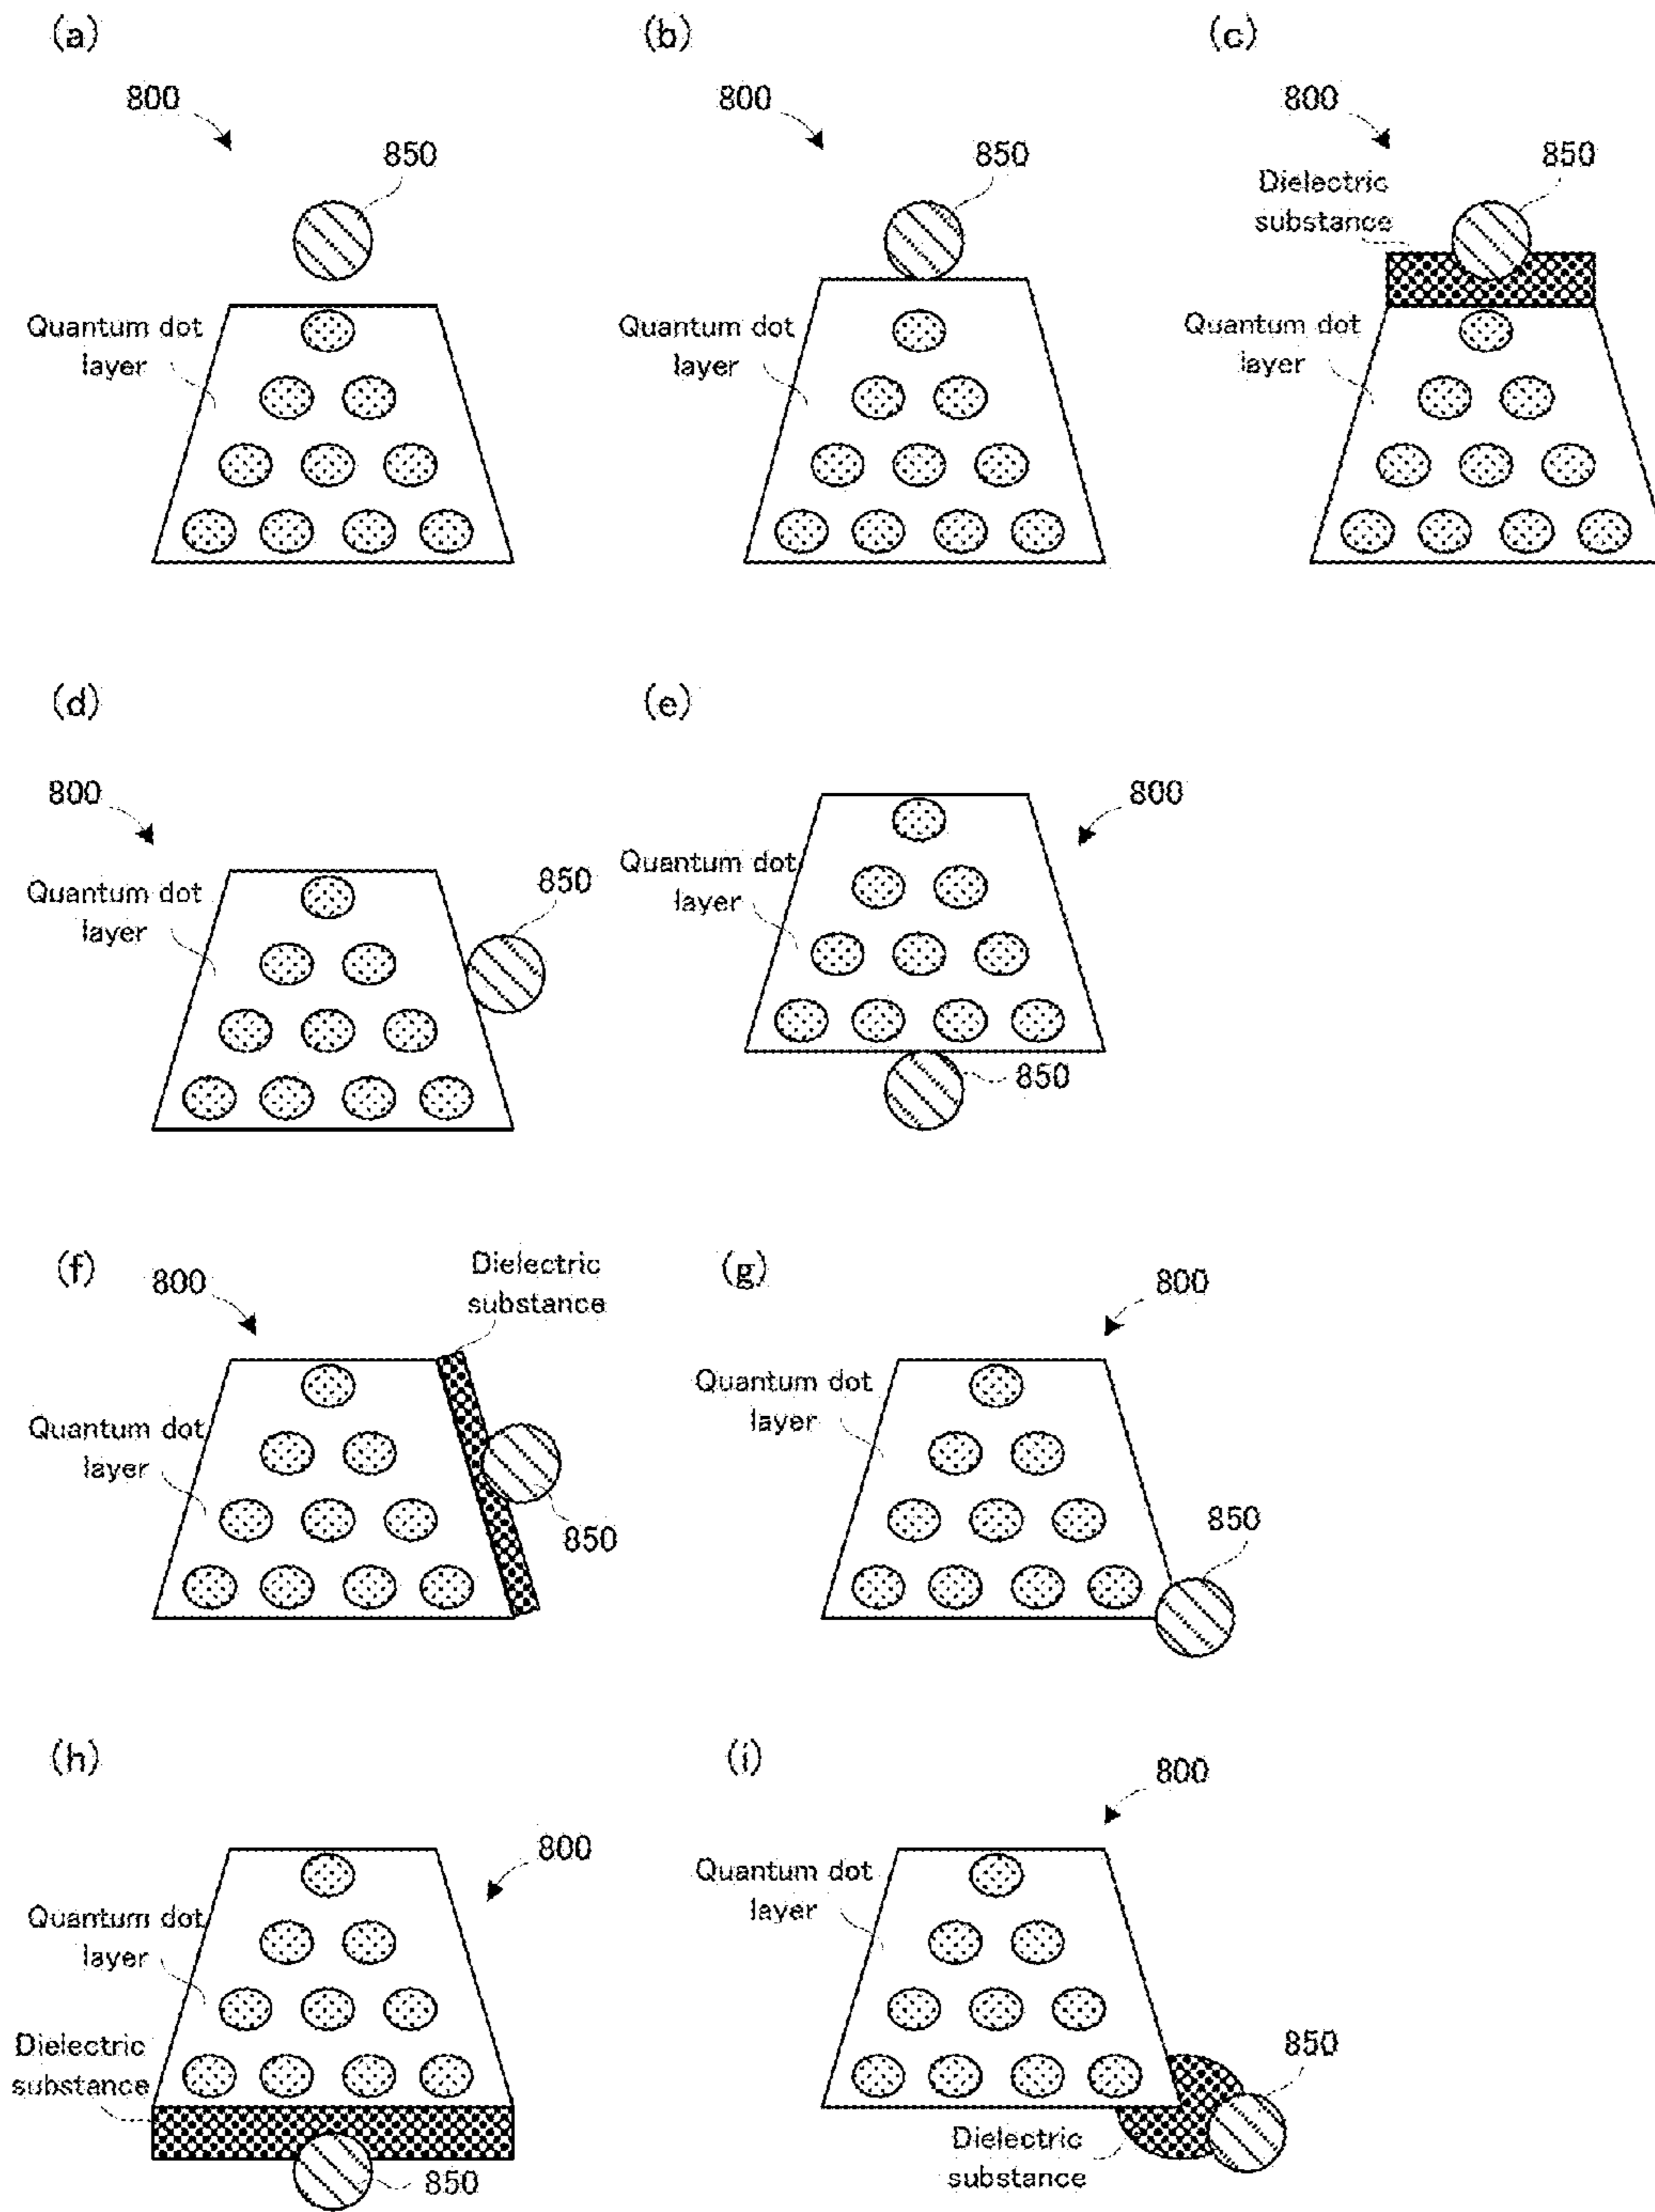 (a)
800
850
Quantum dot
layer
(b)
800
850
Quantum dot
layer
(c)
800
850
Dielectric
substance
Quantum dot
layer
(d)
800
850
Quantum dot
layer
(e)
800
Quantum dot
layer
850
(f)
800
Dielectric
substance
Quantum dot
layer
850
(g)
800
Quantum dot
layer
850
(h)
800
Quantum dot
layer
Dielectric
substance
850
(i)
800
Quantum dot
layer
850
Dielectric
substance